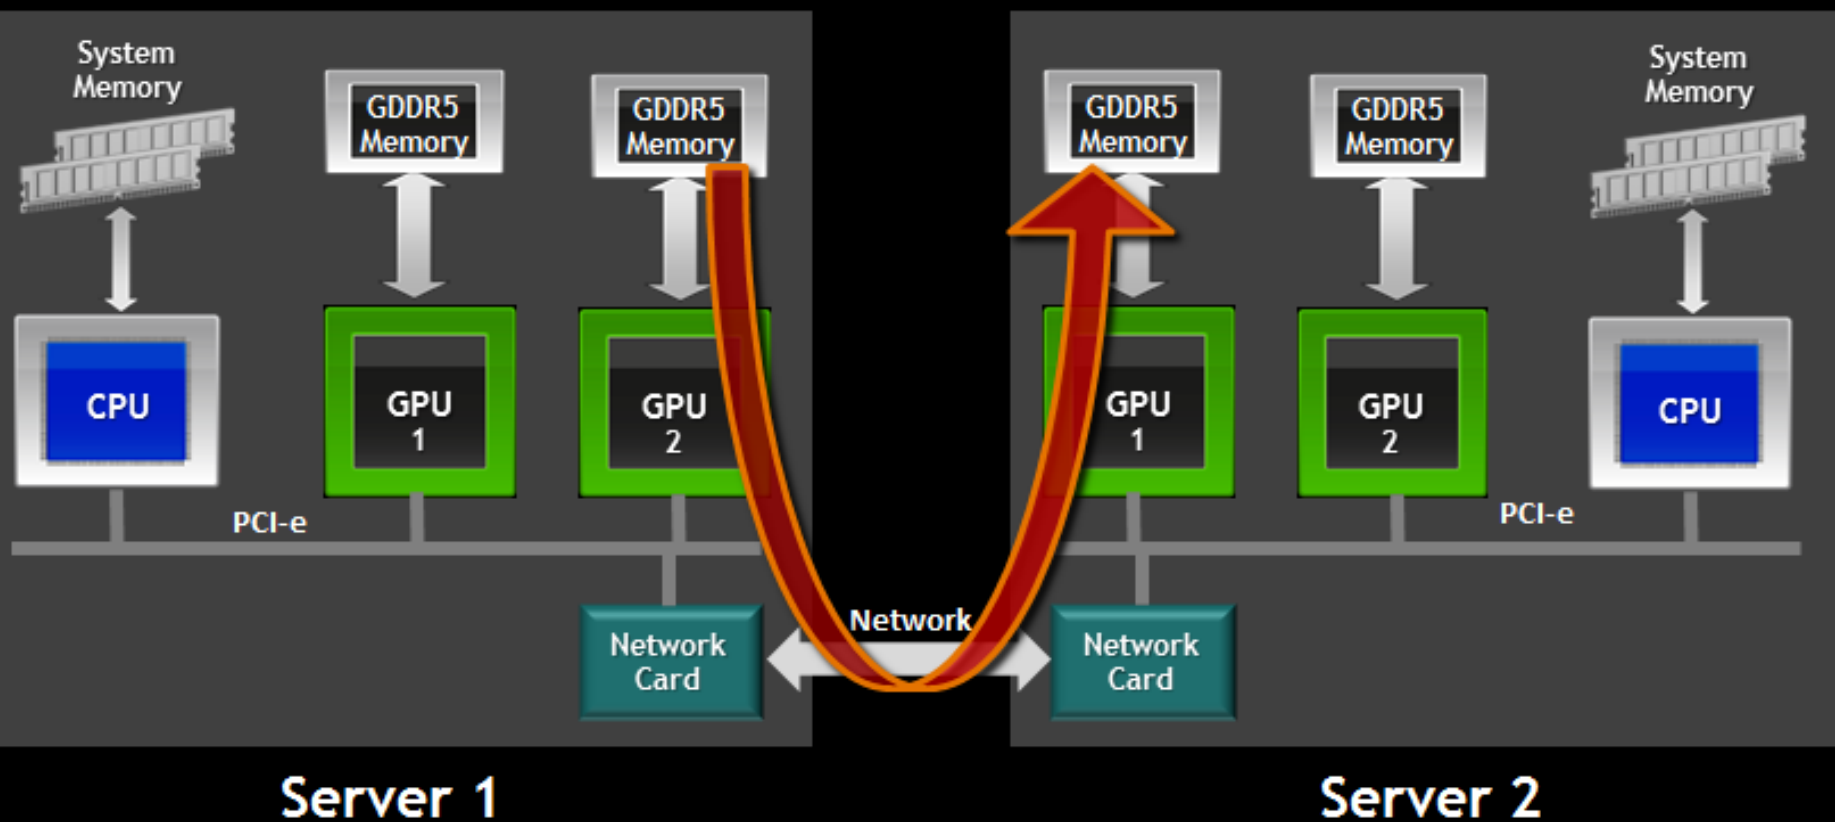 System
Memory
GDDR5
Memory
GDDR5
Memory
GDDR5
Memory
GDDR5
Memory
System
Memory
CPU
GPU
1
GPU
2
GPU
1
GPU
2
CPU
PCI-e
PCI-e
Network
Card
Network
Network
Card
Server 1
Server 2